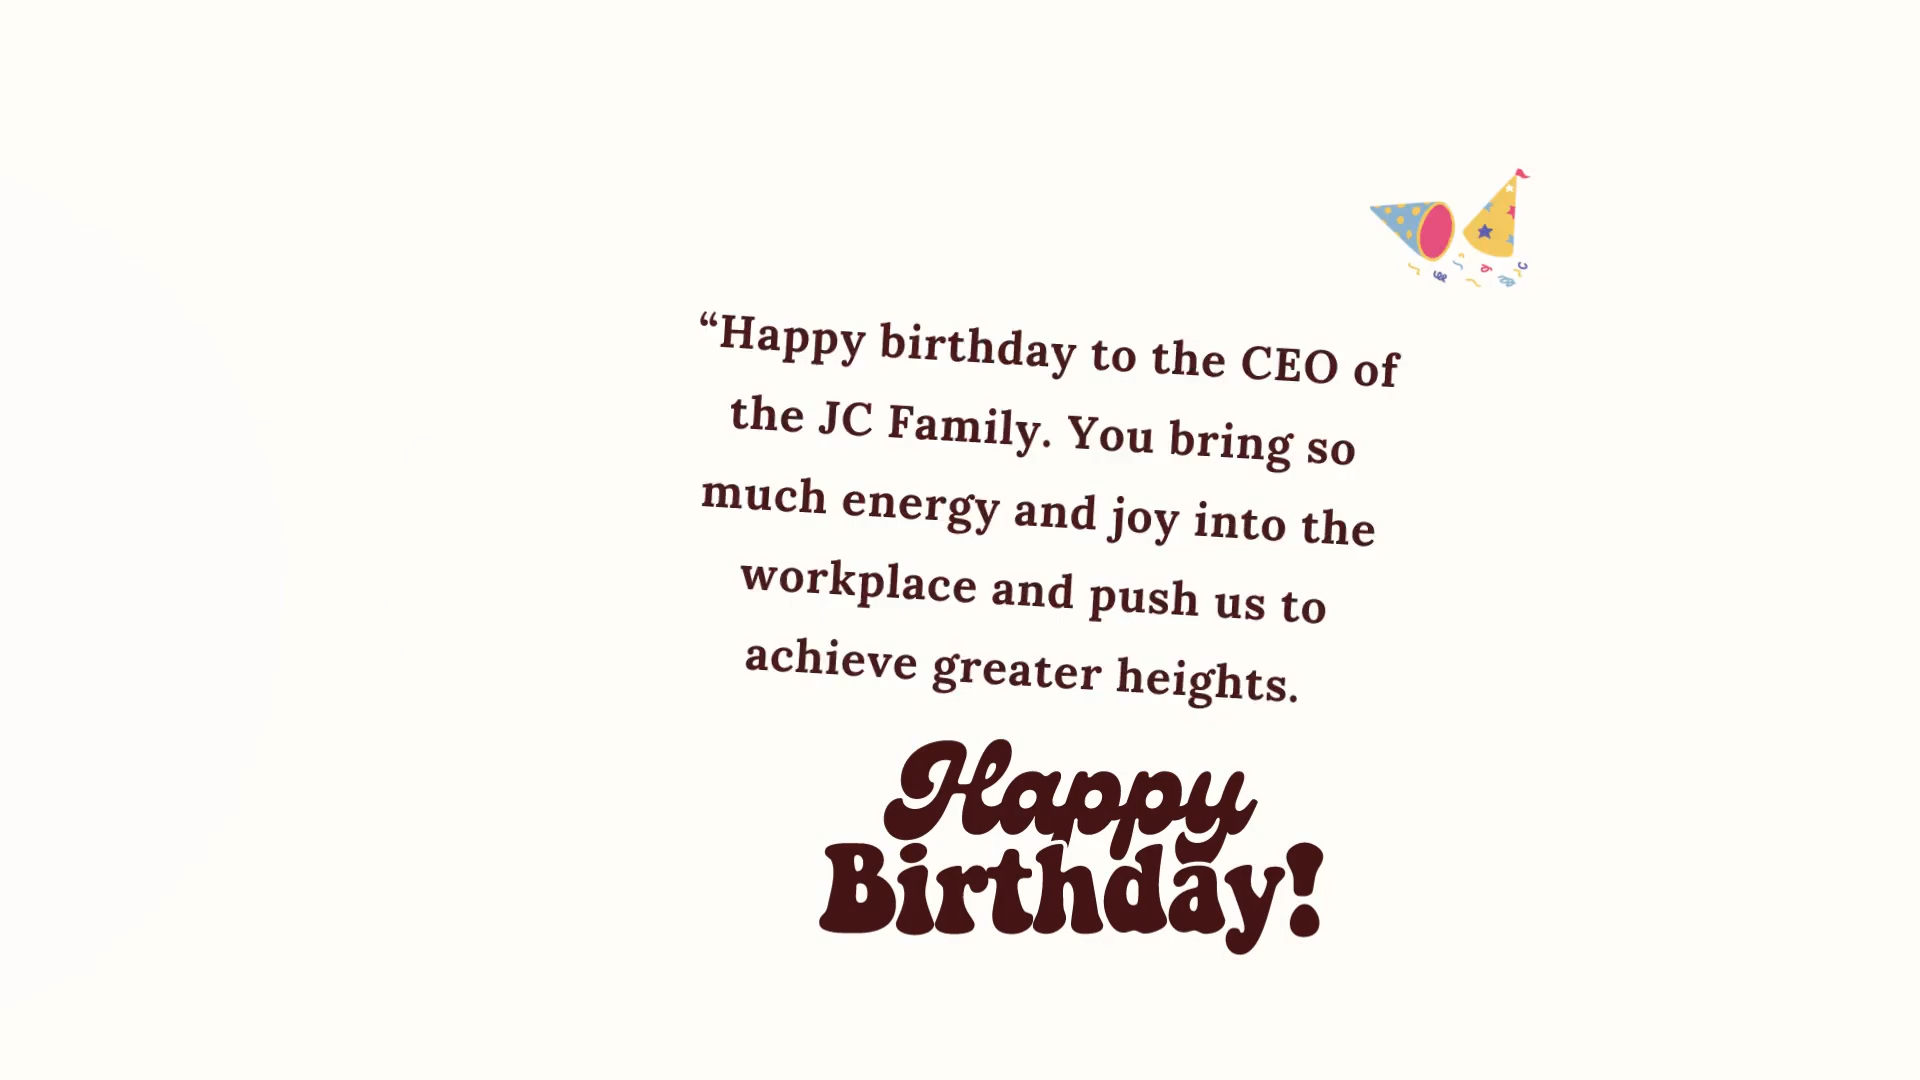 “Happy birthday to the CEO of
the JC Family. You bring so
much energy and joy into the
workplace and push us to
achieve greater heights.
Happy
Birthday!